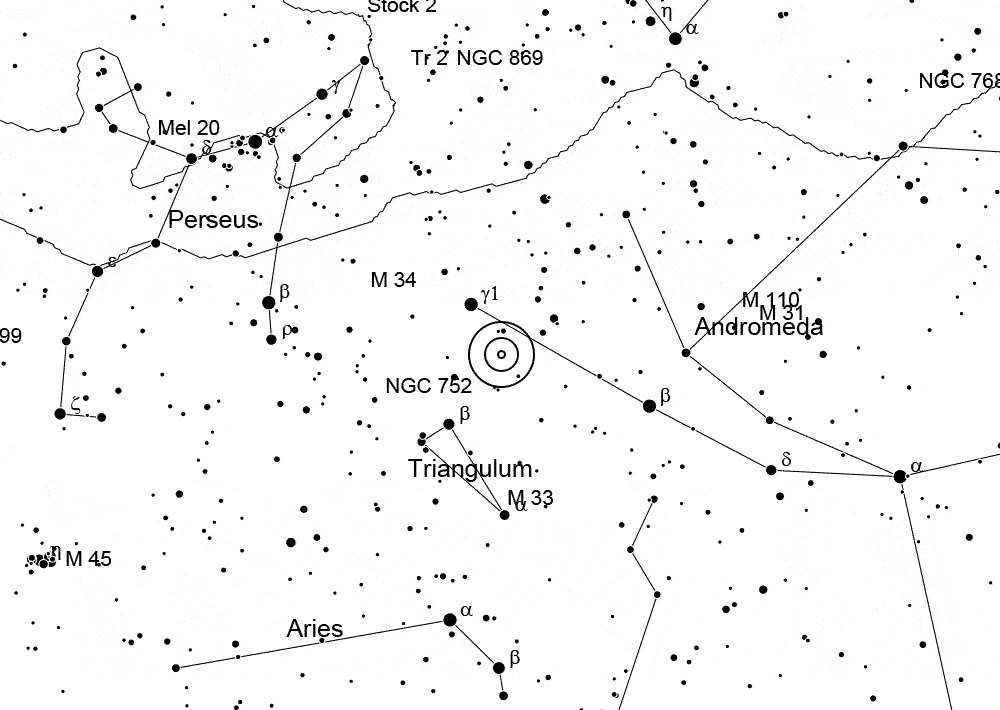 Stock 2
η
α
Tr 2 NGC 869
NGC 768
γ
Mel 20
α
δ
Perseus
ε
M 34
β
γ1
M 110
M 31
Andromeda
ρ
99
NGC 752
ζ
β
β
Triangulum
δ
α
M 33
α
η
M 45
α
Aries
β